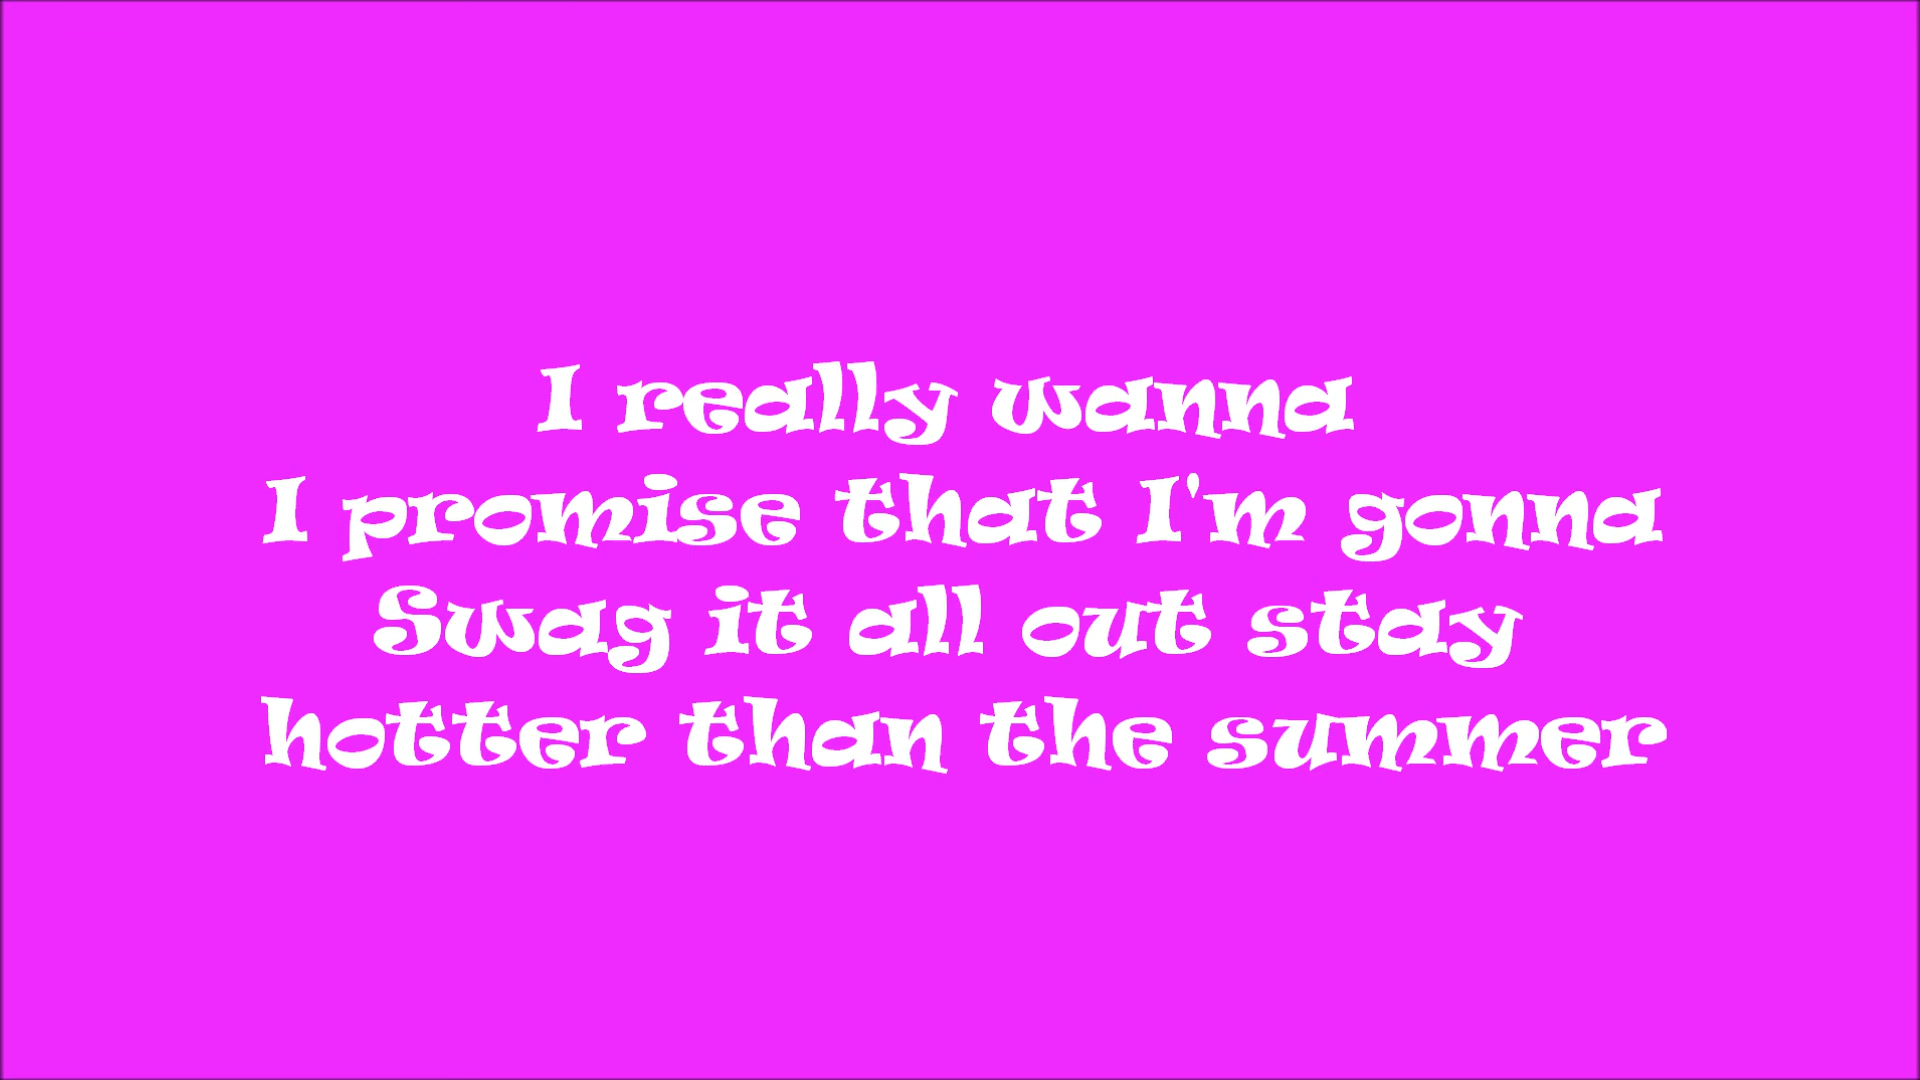 I really wanna
I promise that I'm gonna
Swag it all out stay
hotter than the summer